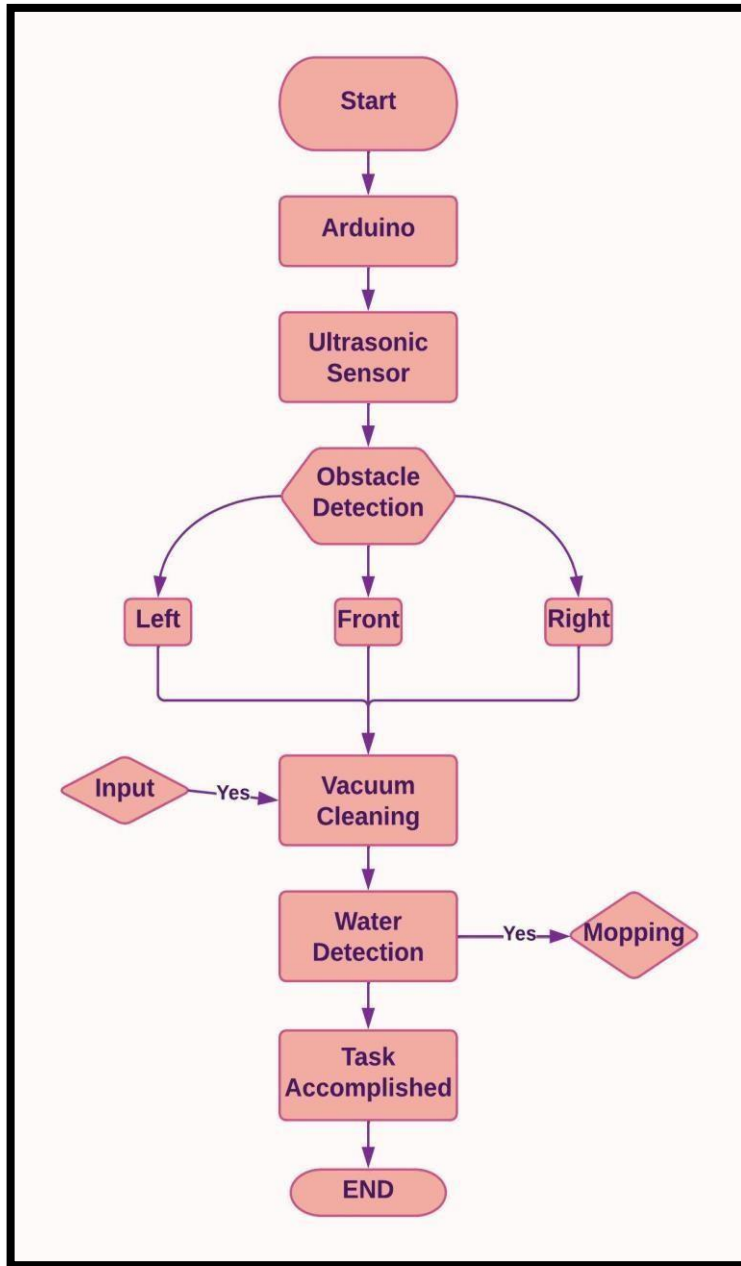 Start
Arduino
Ultrasonic
Sensor
Obstacle
Detection
Left
Front
Right
Input
Yes
Vacuum
Cleaning
Water
Detection
Yes
Mopping
Task
Accomplished
END